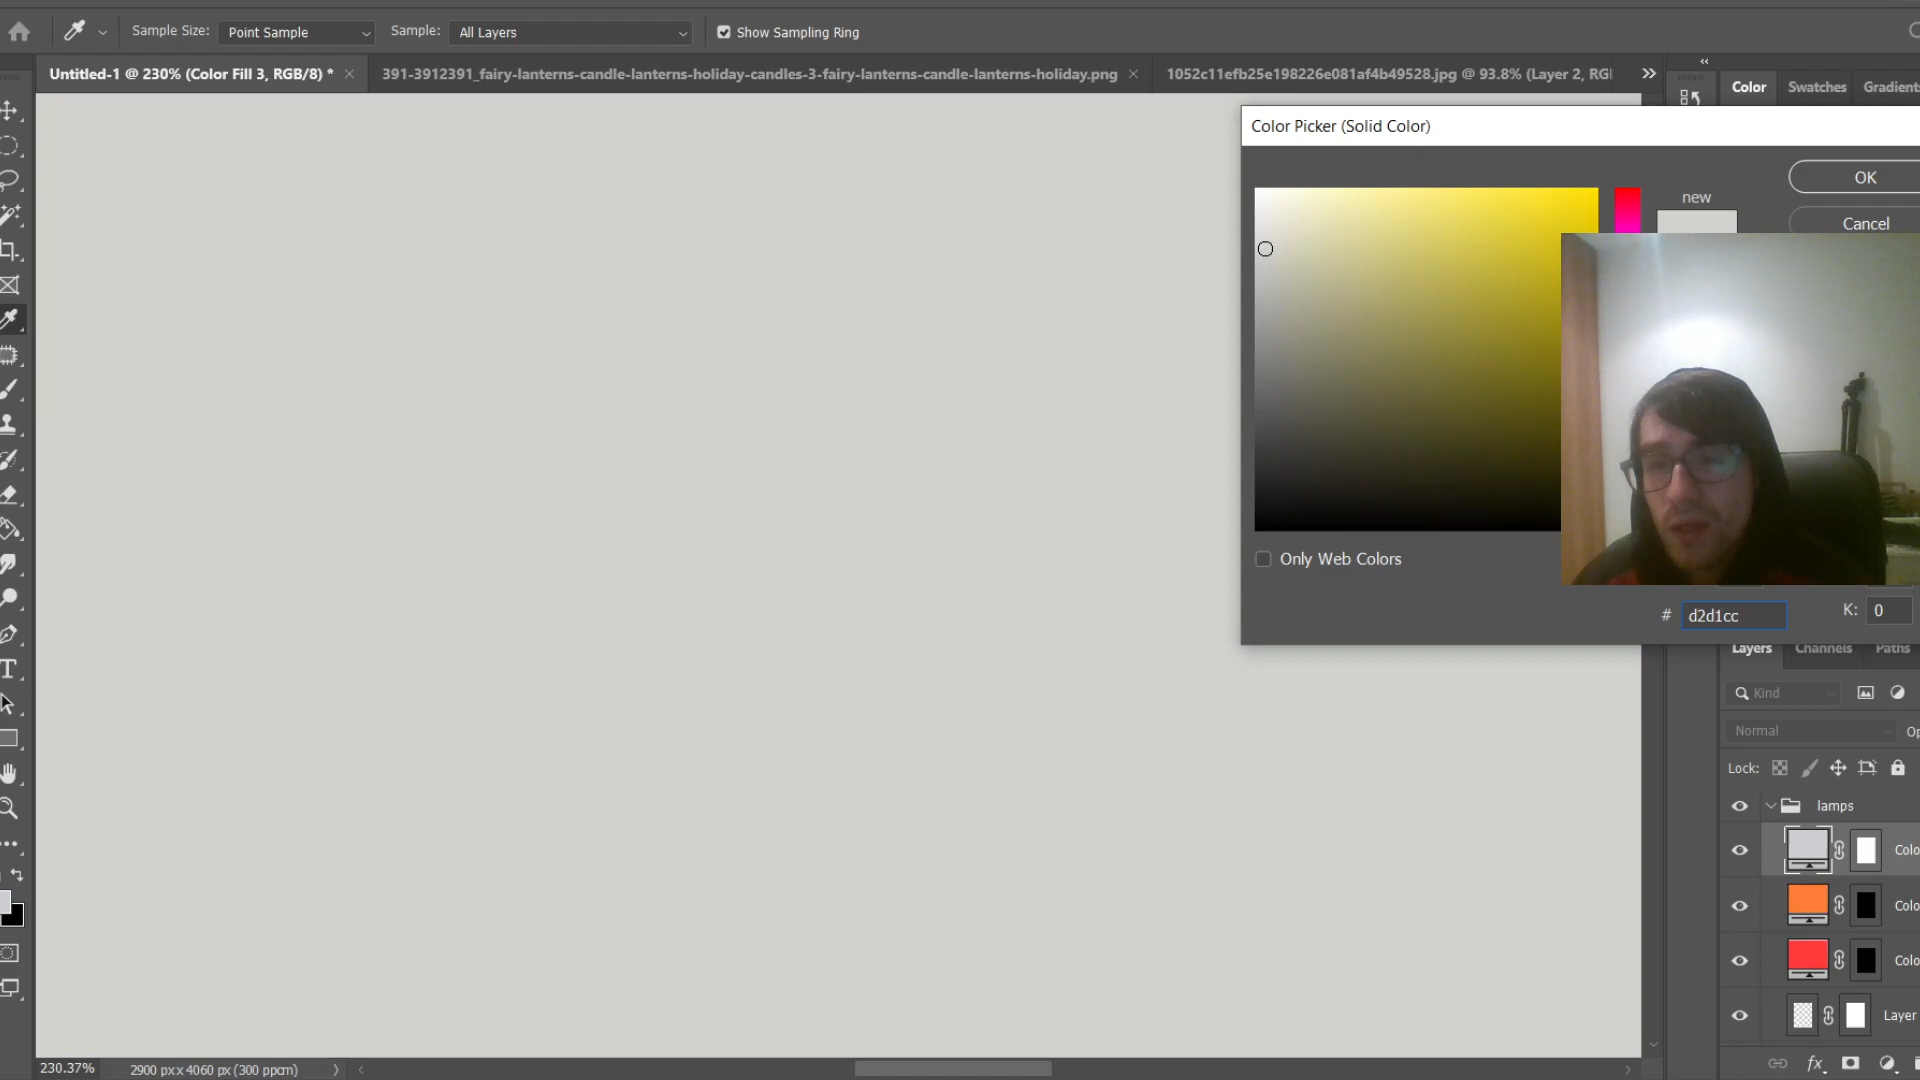 Sample Size: Point Sample Sample: All Layers Show Sampling Ring
Untitled-1 @ 230% (Color Fill 3, RGB/8) * 391-3912391_fairy-lanterns-candle-lanterns-holiday-candles-3-fairy-lanterns-candle-lanterns-holiday.png 1052c11efb25e198226e081af4b49528.jpg @ 93.8% (Layer 2, RGI
Color Swatches Gradients
Color Picker (Solid Color)
OK
new
Cancel
Only Web Colors
# d2d1cc K: 0
Layers Channels Paths
Kind
Normal Op
Lock:
lamps
Colo
Colo
Colo
Layer
fx
230.37% 2900 px x 4060 px (300 ppcm)